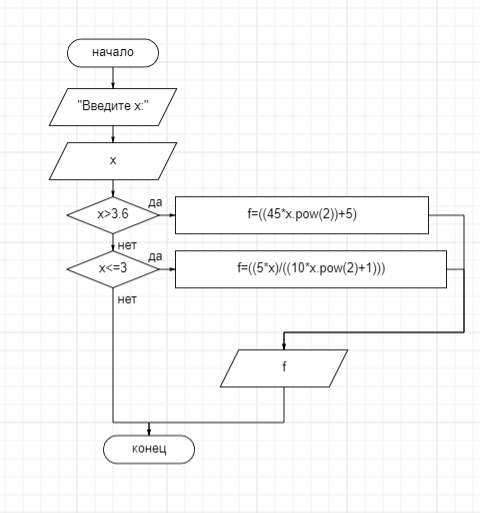 начало
"Введите x:"
x
x>3.6
да
f=((45*x.pow(2))+5)
нет
x<=3
да
f=((5*x)/((10*x.pow(2)+1)))
нет
f
конец